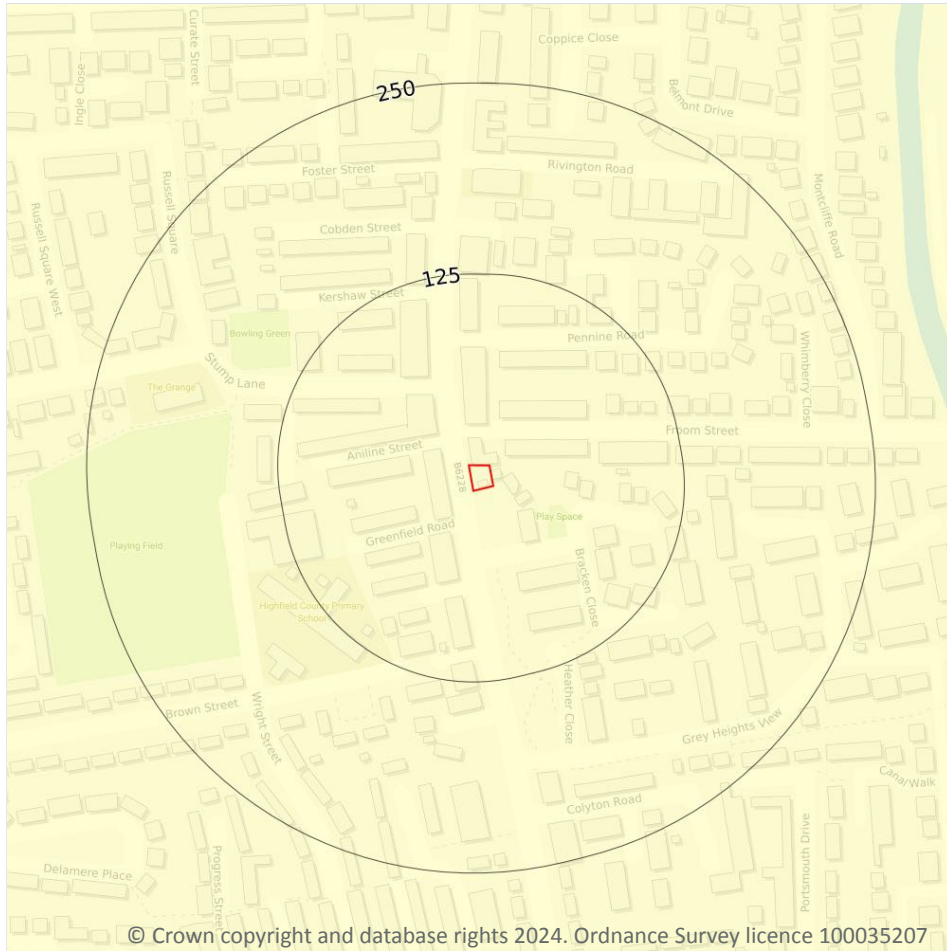 Coppice Close
Curate Street
Ingle Close
250
Belmont Drive
Foster Street
Rivington Road
Russell Square
Montcliffe Road
Russell Square West
Cobden Street
125
Kershaw Street
Bowling Green
Pennine Road
Whimberry Close
Stump Lane
The Grange
Froom Street
Aniline Street
B6228
Play Space
Greenfield Road
Playing Field
Bracken Close
Highfield County Primary
School
Heather Close
Brown Street
Wright Street
Grey Heights View
Canal Walk
Colyton Road
Portsmouth Drive
Delamere Place
Progress Street
© Crown copyright and database rights 2024. Ordnance Survey licence 100035207